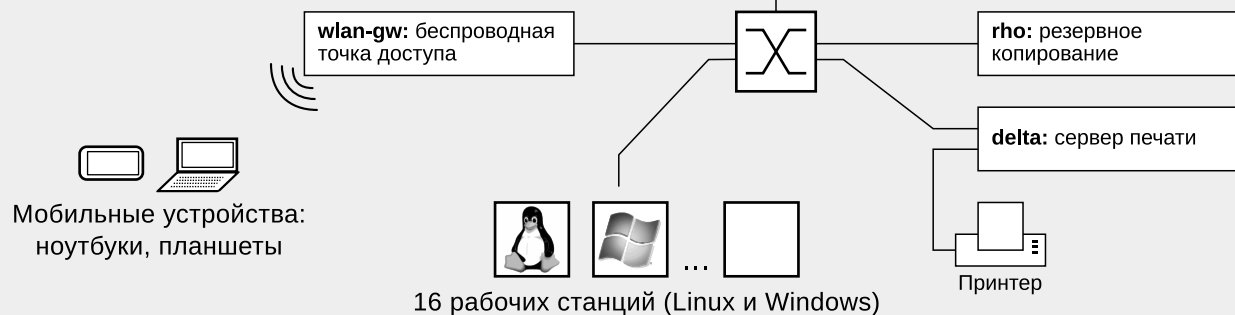 wlan-gw: беспроводная
точка доступа
rho: резервное
копирование
delta: сервер печати
Мобильные устройства:
ноутбуки, планшеты
...
Принтер
16 рабочих станций (Linux и Windows)